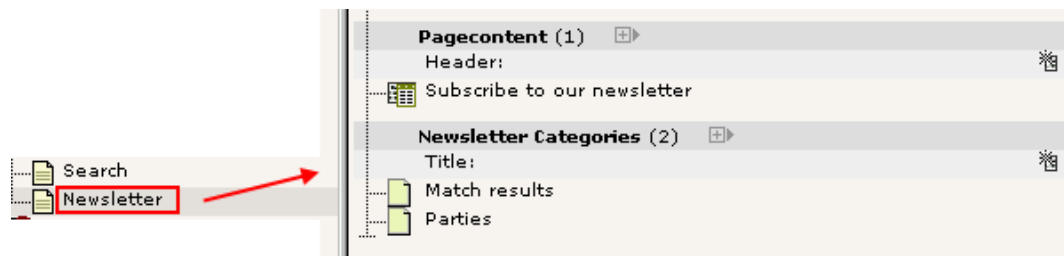 Search
Newsletter
Pagecontent (1)
Header:
Subscribe to our newsletter
Newsletter Categories (2)
Title:
Match results
Parties